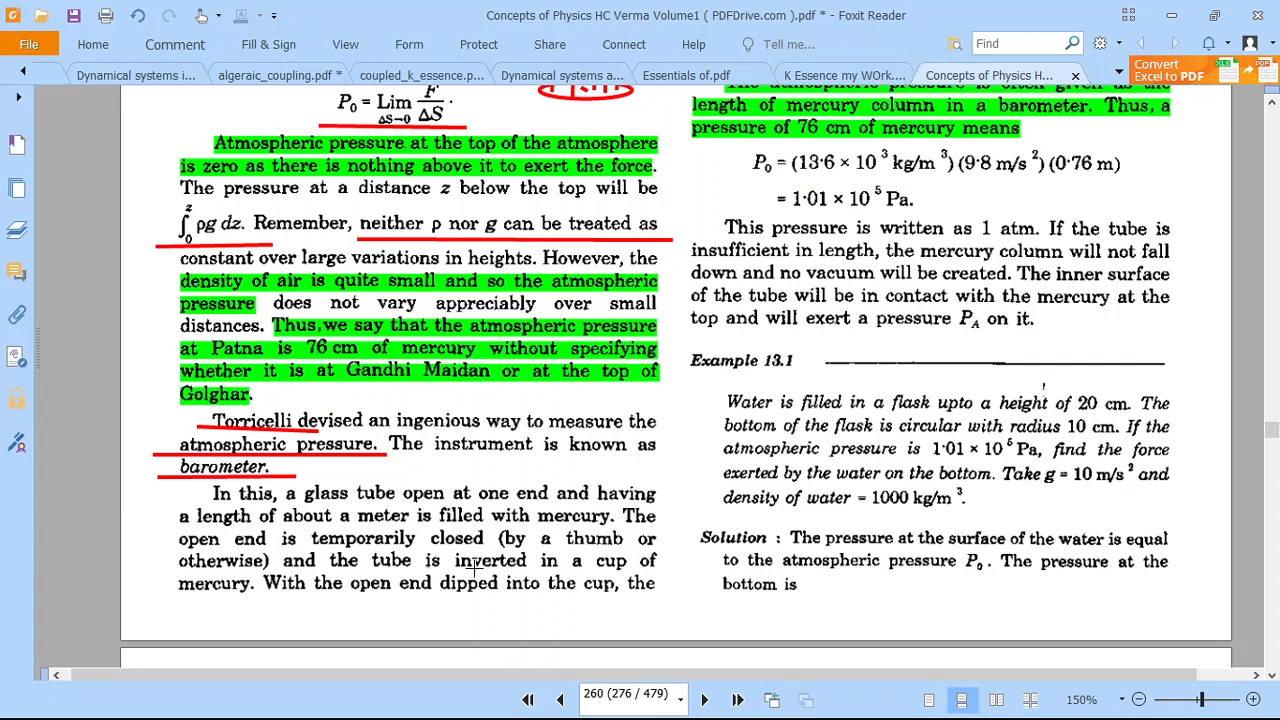 Concepts of Physics HC Verma Volume1 ( PDFDrive.com ).pdf * - Foxit Reader
File Home Comment Fill & Sign View Form Protect Share Connect Help Tell me... Find
Dynamical systems i... algeraic_coupling.pdf * coupled_k_essence.p... Dynamical systems a... Essentials of.pdf K Essence my WOrk.... Concepts of Physics H...
Convert
Excel to PDF
P0 = Lim F/ΔS ·
ΔS→0
Atmospheric pressure at the top of the atmosphere
is zero as there is nothing above it to exert the force.
The pressure at a distance z below the top will be
∫0^z ρg dz. Remember, neither ρ nor g can be treated as
constant over large variations in heights. However, the
density of air is quite small and so the atmospheric
pressure does not vary appreciably over small
distances. Thus, we say that the atmospheric pressure
at Patna is 76 cm of mercury without specifying
whether it is at Gandhi Maidan or at the top of
Golghar.
Torricelli devised an ingenious way to measure the
atmospheric pressure. The instrument is known as
barometer.
In this, a glass tube open at one end and having
a length of about a meter is filled with mercury. The
open end is temporarily closed (by a thumb or
otherwise) and the tube is inverted in a cup of
mercury. With the open end dipped into the cup, the
length of mercury column in a barometer. Thus, a
pressure of 76 cm of mercury means
P0 = (13·6 × 10^3 kg/m^3) (9·8 m/s^2) (0·76 m)
= 1·01 × 10^5 Pa.
This pressure is written as 1 atm. If the tube is
insufficient in length, the mercury column will not fall
down and no vacuum will be created. The inner surface
of the tube will be in contact with the mercury at the
top and will exert a pressure PA on it.
Example 13.1
Water is filled in a flask upto a height of 20 cm. The
bottom of the flask is circular with radius 10 cm. If the
atmospheric pressure is 1·01 × 10^5 Pa, find the force
exerted by the water on the bottom. Take g = 10 m/s^2 and
density of water = 1000 kg/m^3.
Solution : The pressure at the surface of the water is equal
to the atmospheric pressure P0. The pressure at the
bottom is
260 (276 / 479)
150%